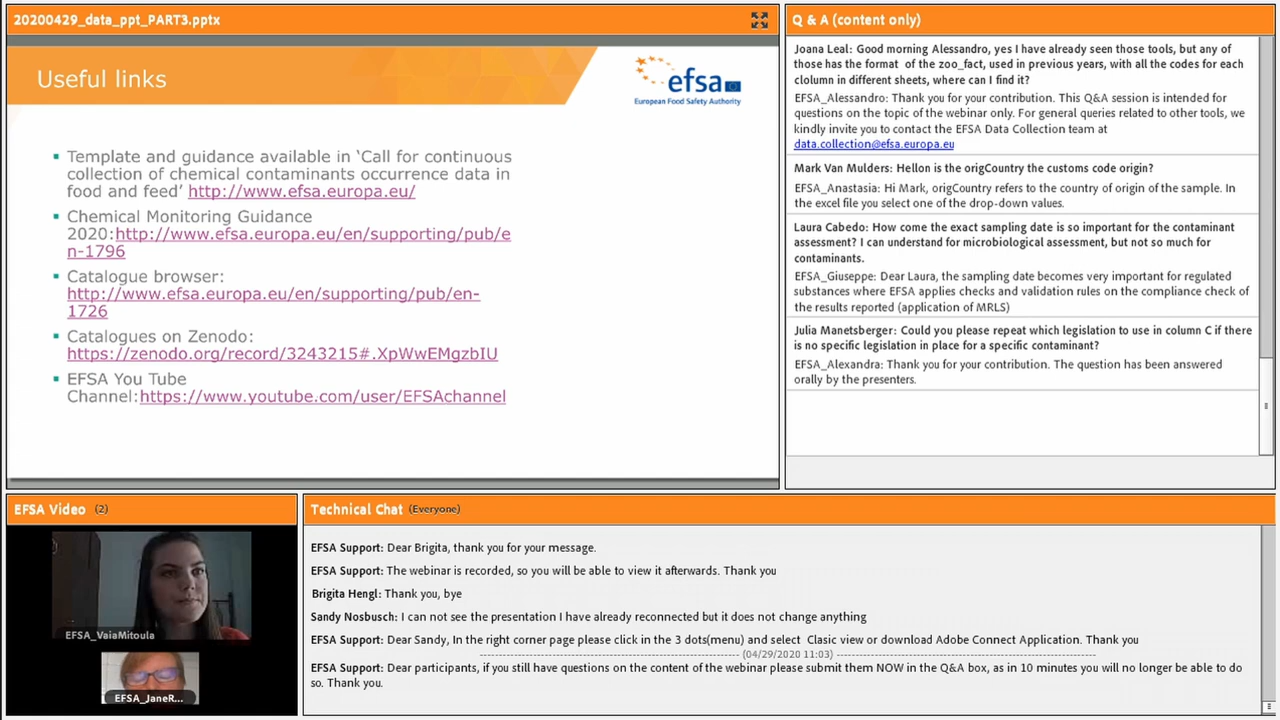 20200429_data_ppt_PART3.pptx
Useful links
efsa
European Food Safety Authority
Template and guidance available in ‘Call for continuous
collection of chemical contaminants occurrence data in
food and feed’ http://www.efsa.europa.eu/
Chemical Monitoring Guidance
2020:http://www.efsa.europa.eu/en/supporting/pub/e
n-1796
Catalogue browser:
http://www.efsa.europa.eu/en/supporting/pub/en-
1726
Catalogues on Zenodo:
https://zenodo.org/record/3243215#.XpWwEMgzbIU
EFSA You Tube
Channel:https://www.youtube.com/user/EFSAchannel
Q & A (content only)
Joana Leal: Good morning Alessandro, yes I have already seen those tools, but any of
those has the format of the zoo_fact, used in previous years, with all the codes for each
clolumn in different sheets, where can I find it?
EFSA_Alessandro: Thank you for your contribution. This Q&A session is intended for
questions on the topic of the webinar only. For general queries related to other tools, we
kindly invite you to contact the EFSA Data Collection team at
data.collection@efsa.europa.eu
Mark Van Mulders: Hellon is the origCountry the customs code origin?
EFSA_Anastasia: Hi Mark, origCountry refers to the country of origin of the sample. In
the excel file you select one of the drop-down values.
Laura Cabedo: How come the exact sampling date is so important for the contaminant
assessment? I can understand for microbiological assessment, but not so much for
contaminants.
EFSA_Giuseppe: Dear Laura, the sampling date becomes very important for regulated
substances where EFSA applies checks and validation rules on the compliance check of
the results reported (application of MRLS)
Julia Manetsberger: Could you please repeat which legislation to use in column C if there
is no specific legislation in place for a specific contaminant?
EFSA_Alexandra: Thank you for your contribution. The question has been answered
orally by the presenters.
EFSA Video (2)
EFSA_VaiaMitoula
EFSA_JaneR...
Technical Chat (Everyone)
EFSA Support: Dear Brigita, thank you for your message.
EFSA Support: The webinar is recorded, so you will be able to view it afterwards. Thank you
Brigita Hengl: Thank you, bye
Sandy Nosbusch: I can not see the presentation I have already reconnected but it does not change anything
EFSA Support: Dear Sandy, In the right corner page please click in the 3 dots(menu) and select Clasic view or download Adobe Connect Application. Thank you
(04/29/2020 11:03)
EFSA Support: Dear participants, if you still have questions on the content of the webinar please submit them NOW in the Q&A box, as in 10 minutes you will no longer be able to do
so. Thank you.